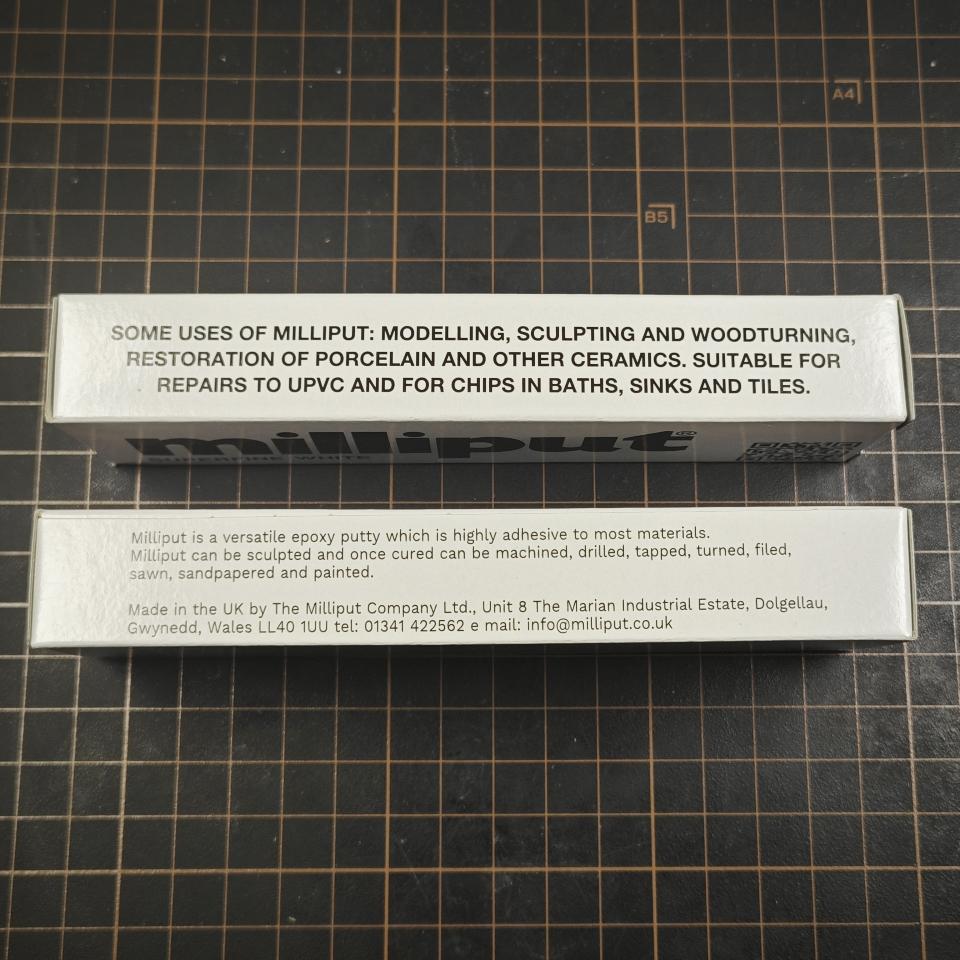 A4
B5
SOME USES OF MILLIPUT: MODELLING, SCULPTING AND WOODTURNING,
RESTORATION OF PORCELAIN AND OTHER CERAMICS. SUITABLE FOR
REPAIRS TO UPVC AND FOR CHIPS IN BATHS, SINKS AND TILES.
milliput®
SUPERFINE WHITE
Milliput is a versatile epoxy putty which is highly adhesive to most materials.
Milliput can be sculpted and once cured can be machined, drilled, tapped, turned, filed,
sawn, sandpapered and painted.
Made in the UK by The Milliput Company Ltd., Unit 8 The Marian Industrial Estate, Dolgellau,
Gwynedd, Wales LL40 1UU tel: 01341 422562 e mail: info@milliput.co.uk